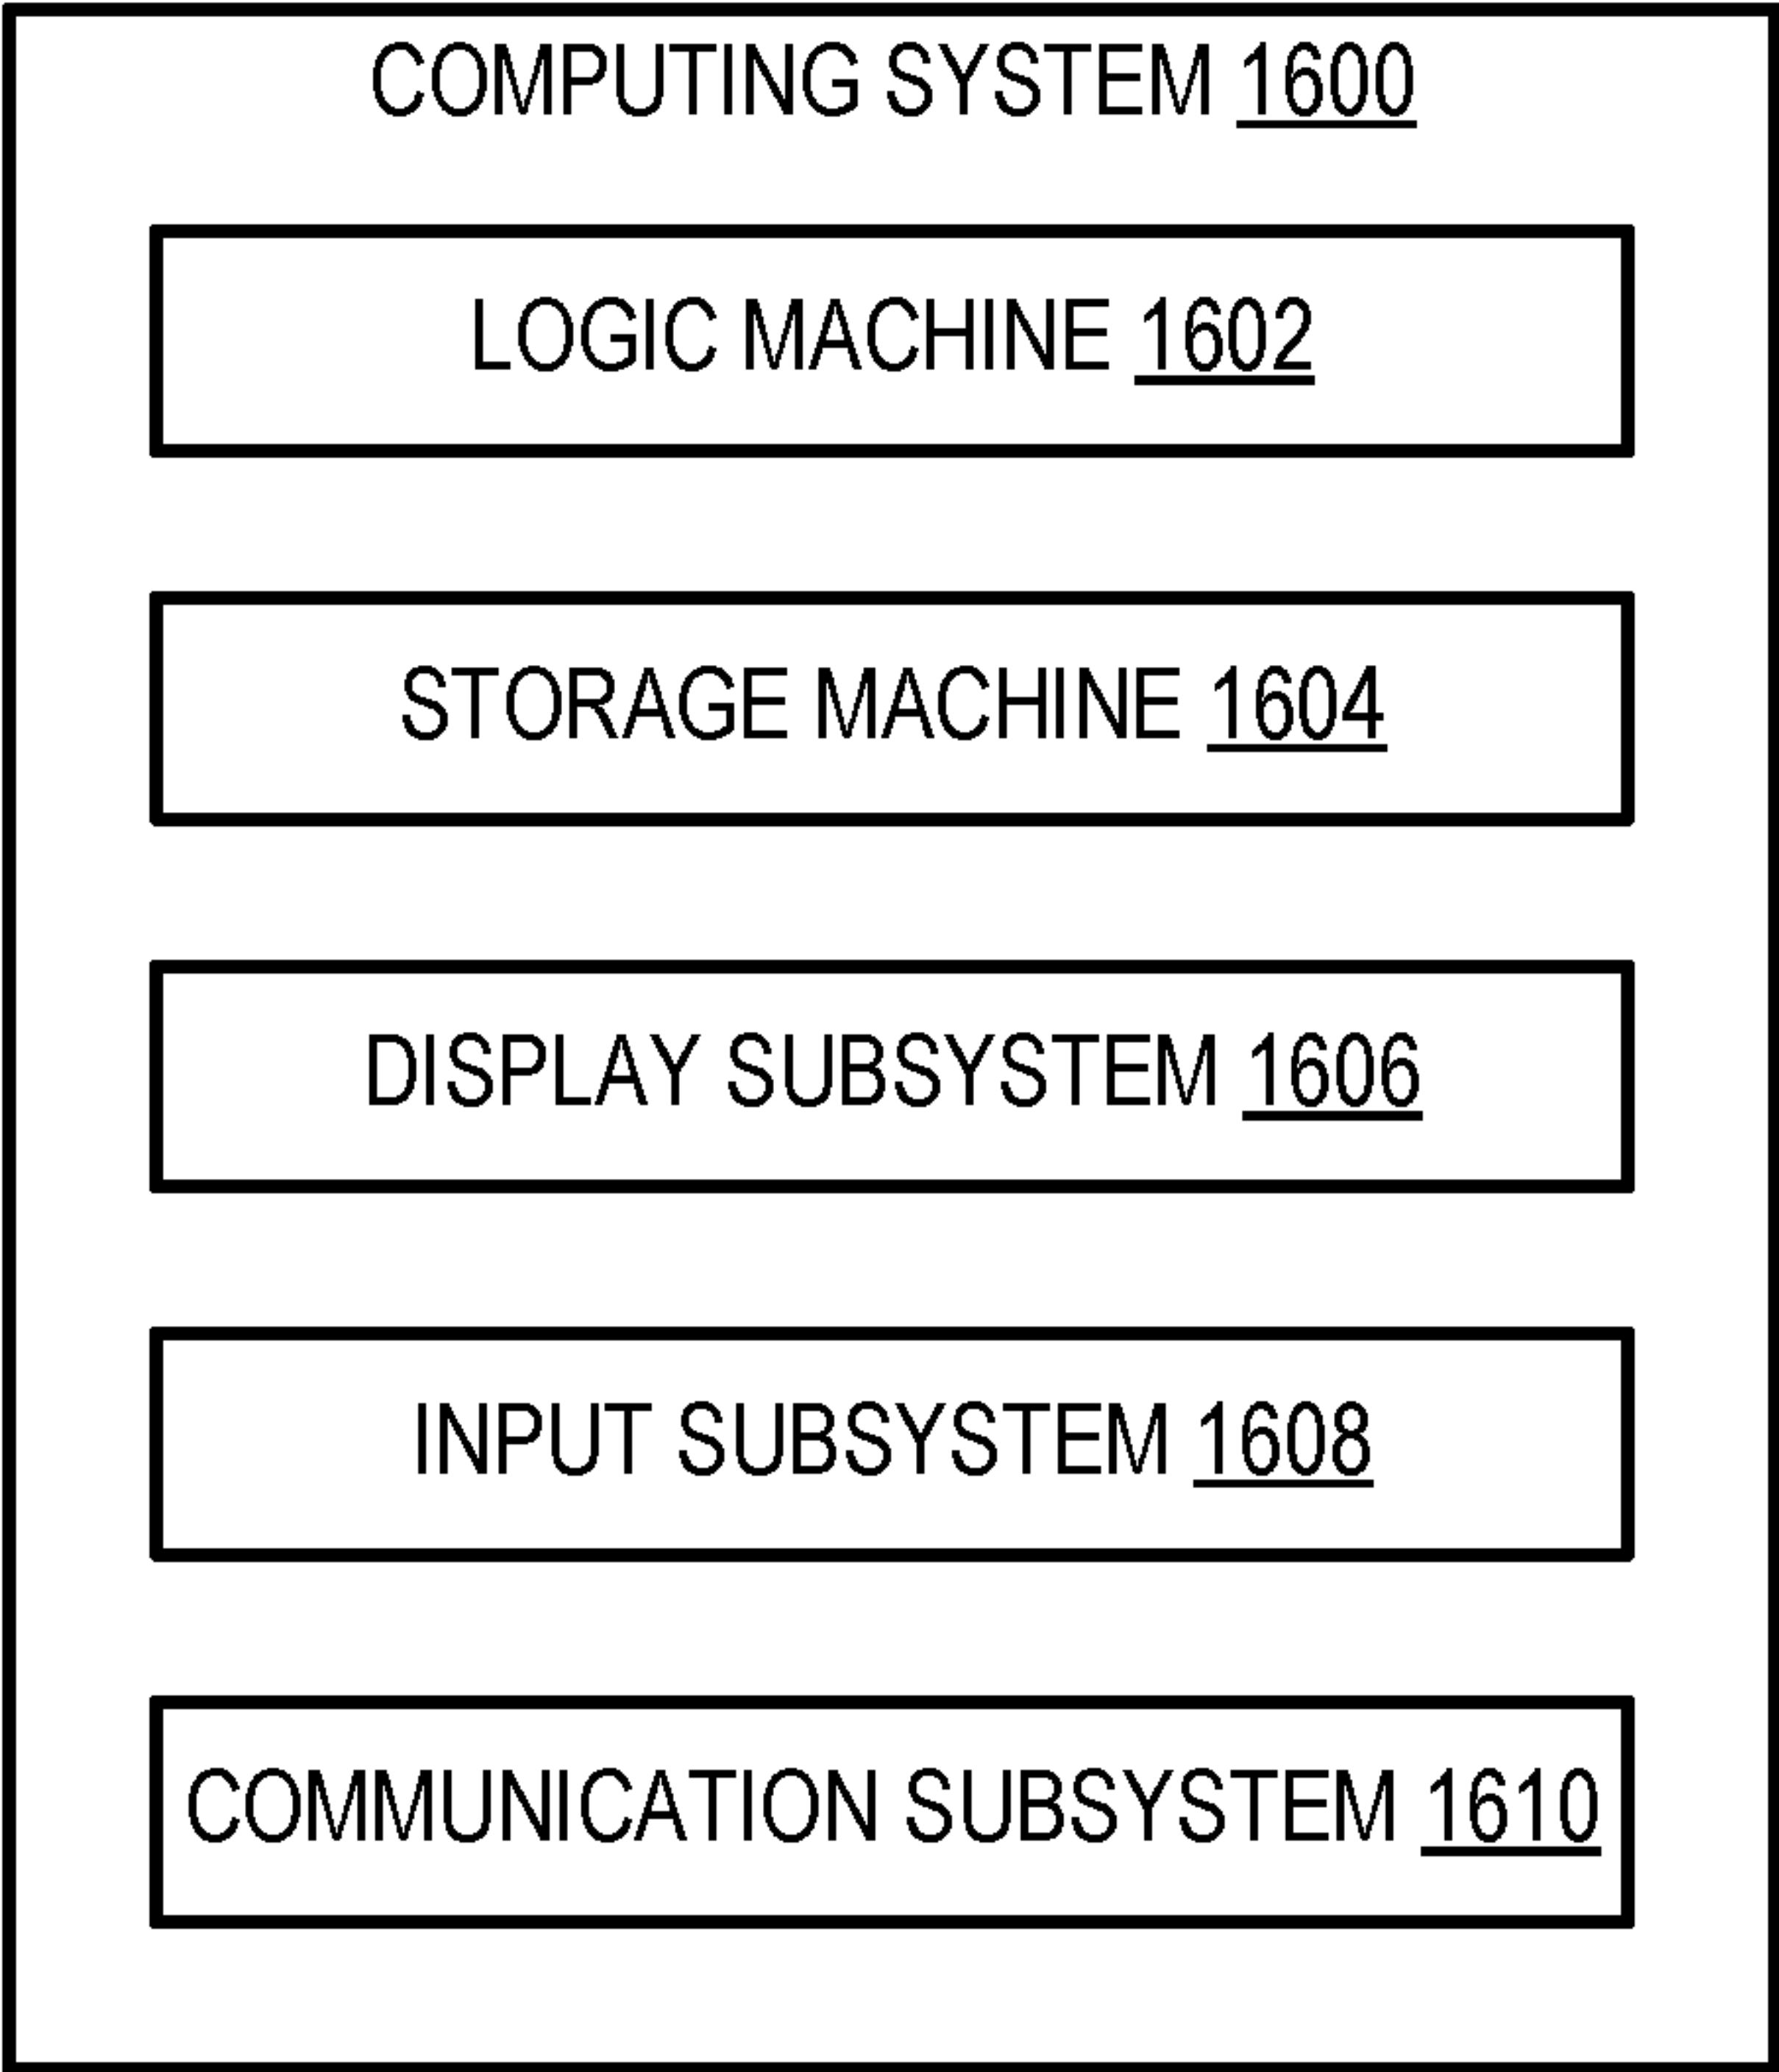 COMPUTING SYSTEM 1600
LOGIC MACHINE 1602
STORAGE MACHINE 1604
DISPLAY SUBSYSTEM 1606
INPUT SUBSYSTEM 1608
COMMUNICATION SUBSYSTEM 1610